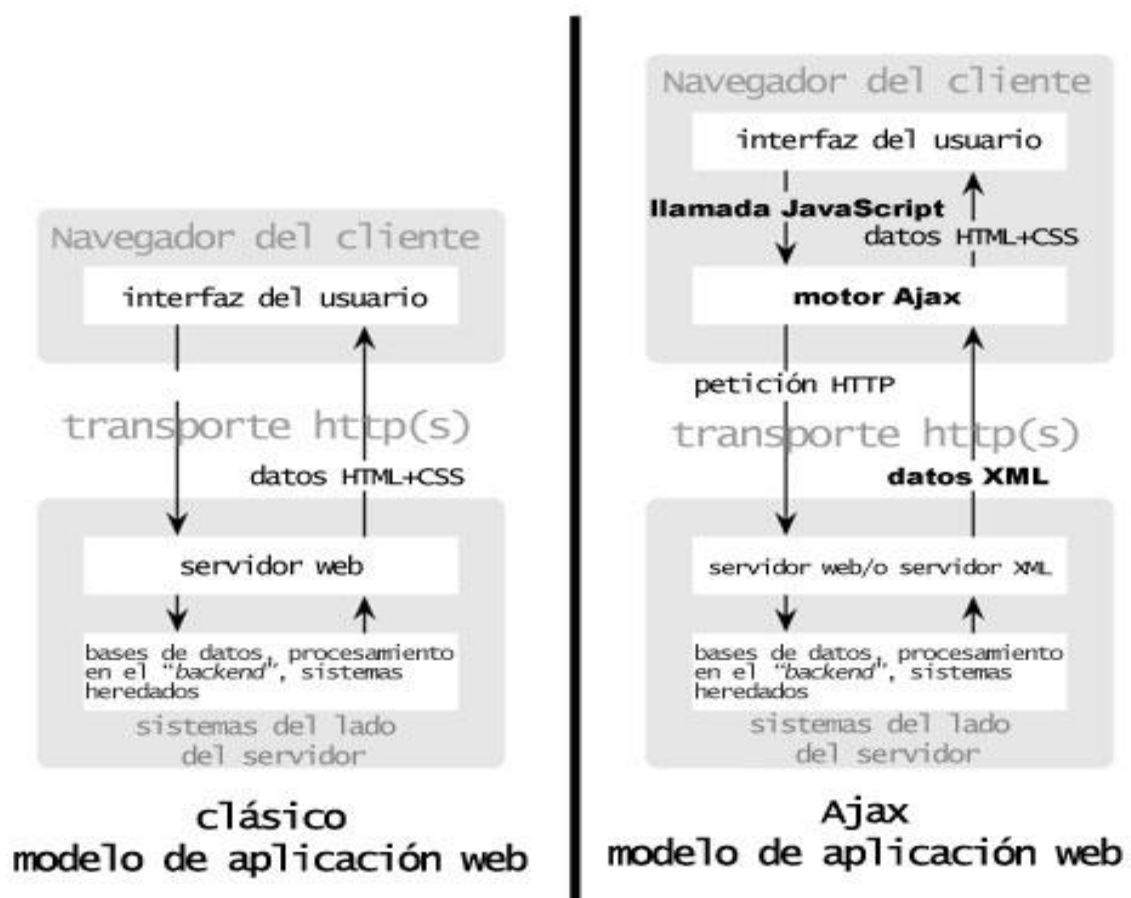 Navegador del cliente
interfaz del usuario
transporte http(s)
datos HTML+CSS
servidor web
bases de datos, procesamiento
en el "backend", sistemas
heredados
sistemas del lado
del servidor
clásico
modelo de aplicación web
Navegador del cliente
interfaz del usuario
llamada JavaScript
datos HTML+CSS
motor Ajax
petición HTTP
transporte http(s)
datos XML
servidor web/o servidor XML
bases de datos, procesamiento
en el "backend", sistemas
heredados
sistemas del lado
del servidor
Ajax
modelo de aplicación web